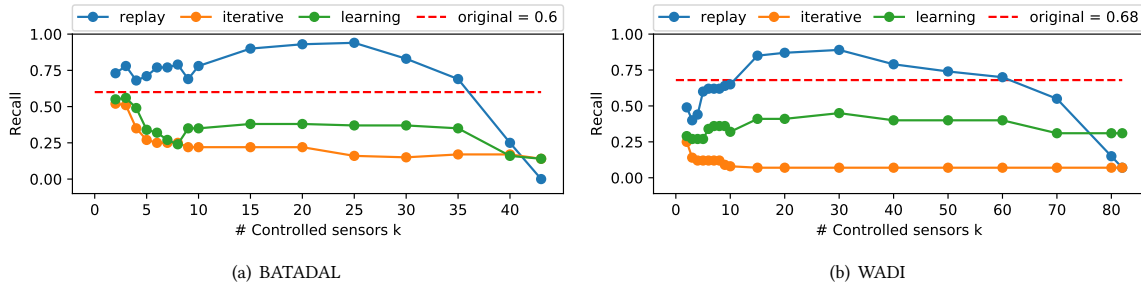 replay iterative learning original = 0.6
1.00
0.75
0.50
0.25
0.00
Recall
0 5 10 15 20 25 30 35 40
# Controlled sensors k
(a) BATADAL
replay iterative learning original = 0.68
1.00
0.75
0.50
0.25
0.00
Recall
0 10 20 30 40 50 60 70 80
# Controlled sensors k
(b) WADI